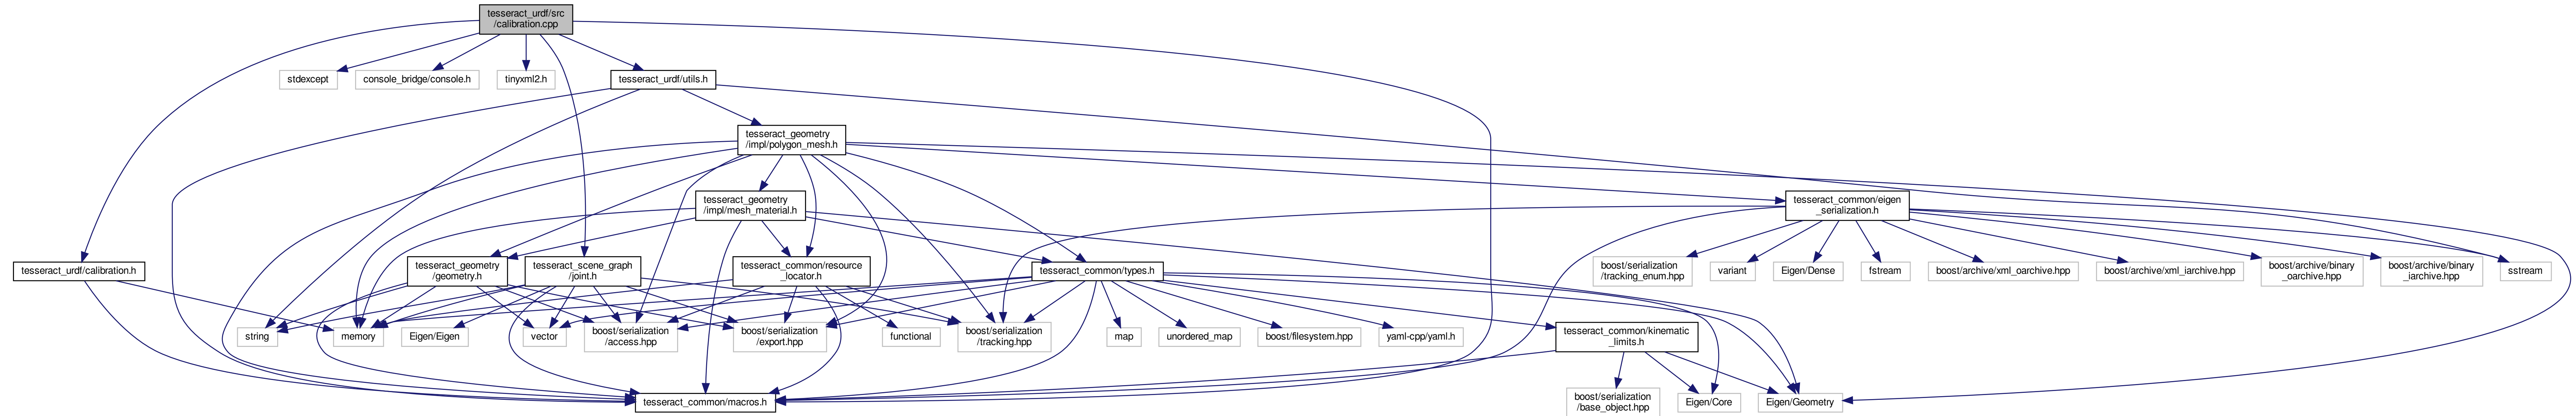 tesseract_urdf/src
/calibration.cpp
stdexcept
console_bridge/console.h
tinyxml2.h
tesseract_urdf/utils.h
tesseract_geometry
/impl/polygon_mesh.h
tesseract_geometry
/impl/mesh_material.h
tesseract_common/eigen
_serialization.h
tesseract_urdf/calibration.h
tesseract_geometry
/geometry.h
tesseract_scene_graph
/joint.h
tesseract_common/resource
_locator.h
tesseract_common/types.h
boost/serialization
/tracking_enum.hpp
variant
Eigen/Dense
fstream
boost/archive/xml_oarchive.hpp
boost/archive/xml_iarchive.hpp
boost/archive/binary
_oarchive.hpp
boost/archive/binary
_iarchive.hpp
sstream
string
memory
Eigen/Eigen
vector
boost/serialization
/access.hpp
boost/serialization
/export.hpp
functional
boost/serialization
/tracking.hpp
map
unordered_map
boost/filesystem.hpp
yaml-cpp/yaml.h
tesseract_common/kinematic
_limits.h
tesseract_common/macros.h
boost/serialization
/base_object.hpp
Eigen/Core
Eigen/Geometry